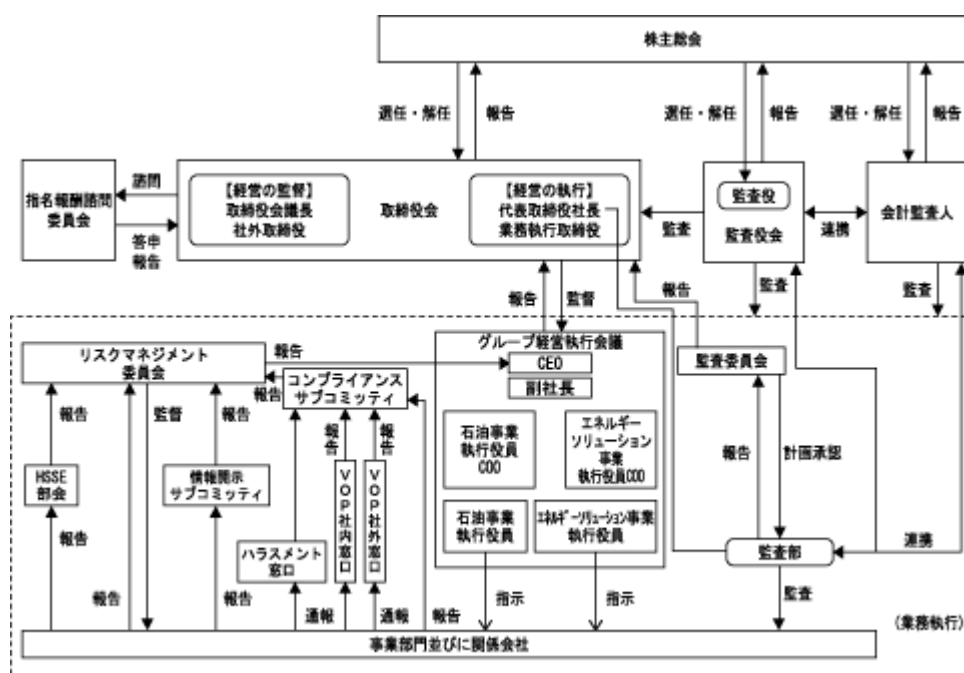 株主総会
選任・解任
報告
選任・解任
報告
選任・解任
報告
指名報酬諮問
委員会
諮問
答申
報告
【経営の監督】
取締役会議長
社外取締役
取締役会
【経営の執行】
代表取締役社長
業務執行取締役
監査
監査役
監査役会
連携
会計監査人
報告
監督
報告
監査
監査
リスクマネジメント
委員会
報告
報告
コンプライアンス
サブコミッティ
グループ経営執行会議
CEO
副社長
石油事業
執行役員
COO
エネルギー
ソリューション
事業
執行役員COO
石油事業
執行役員
エネルギーソリューション事業
執行役員
監査委員会
報告
監督
報告
報告
報告
HSSE
部会
情報開示
サブコミッティ
VOP社内窓口
VOP社外窓口
ハラスメント
窓口
報告
計画承認
監査部
連携
報告
報告
報告
通報
通報
報告
指示
指示
監査
(業務執行)
事業部門並びに関係会社